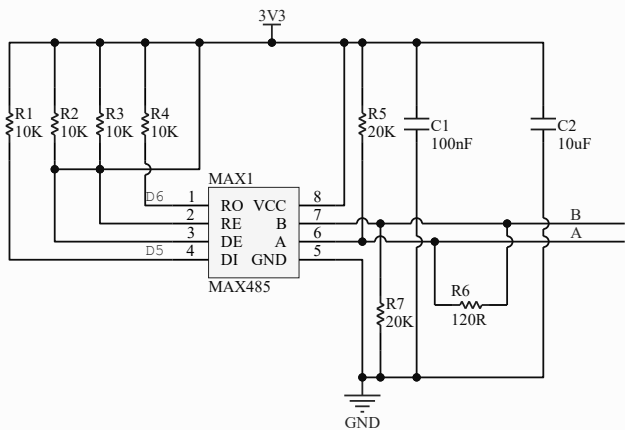 3V3
R1
10K
R2
10K
R3
10K
R4
10K
R5
20K
C1
100nF
C2
10uF
MAX1
D6
1
RO
VCC
8
2
RE
B
7
B
3
DE
A
6
A
D5
4
DI
GND
5
MAX485
R7
20K
R6
120R
GND